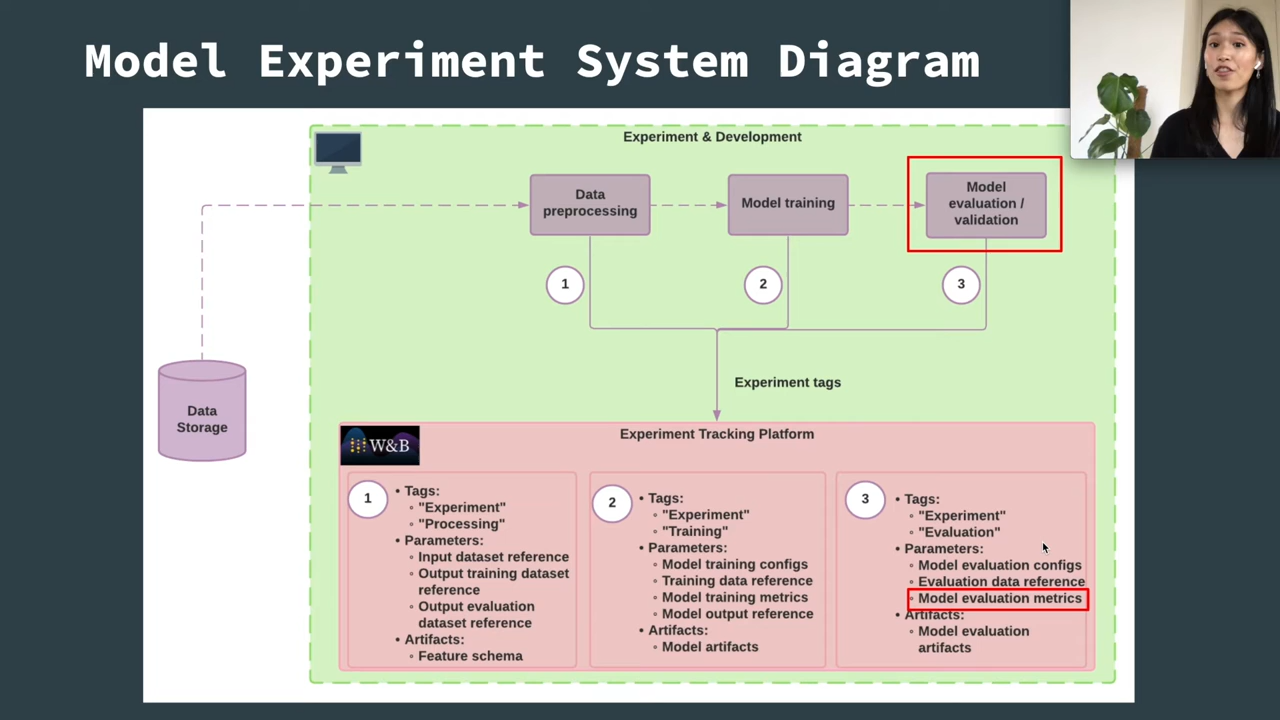 Model Experiment System Diagram
Experiment & Development
Data
preprocessing
Model training
Model
evaluation /
validation
1
2
3
Data
Storage
Experiment tags
W&B
Experiment Tracking Platform
1
• Tags:
◦ "Experiment"
◦ "Processing"
• Parameters:
◦ Input dataset reference
◦ Output training dataset
reference
◦ Output evaluation
dataset reference
• Artifacts:
◦ Feature schema
2
• Tags:
◦ "Experiment"
◦ "Training"
• Parameters:
◦ Model training configs
◦ Training data reference
◦ Model training metrics
◦ Model output reference
• Artifacts:
◦ Model artifacts
3
• Tags:
◦ "Experiment"
◦ "Evaluation"
• Parameters:
◦ Model evaluation configs
◦ Evaluation data reference
◦ Model evaluation metrics
• Artifacts:
◦ Model evaluation
artifacts